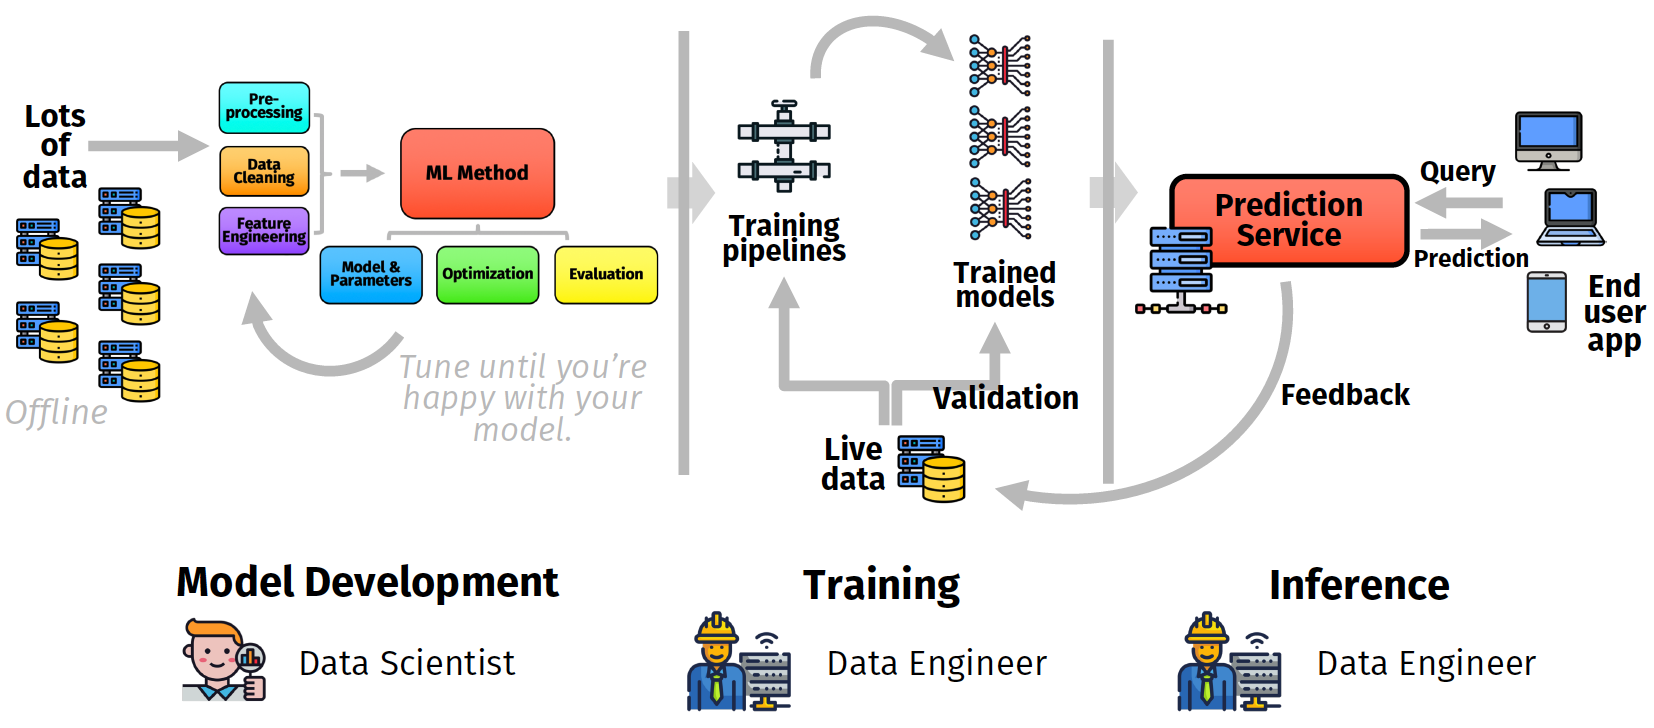 Lots
of
data
Offline
Pre-
processing
Data
Cleaning
Feature
Engineering
ML Method
Model &
Parameters
Optimization
Evaluation
Tune until you're
happy with your
model.
Training
pipelines
Trained
models
Validation
Live
data
Prediction
Service
Query
Prediction
End
user
app
Feedback
Model Development
Data Scientist
Training
Data Engineer
Inference
Data Engineer